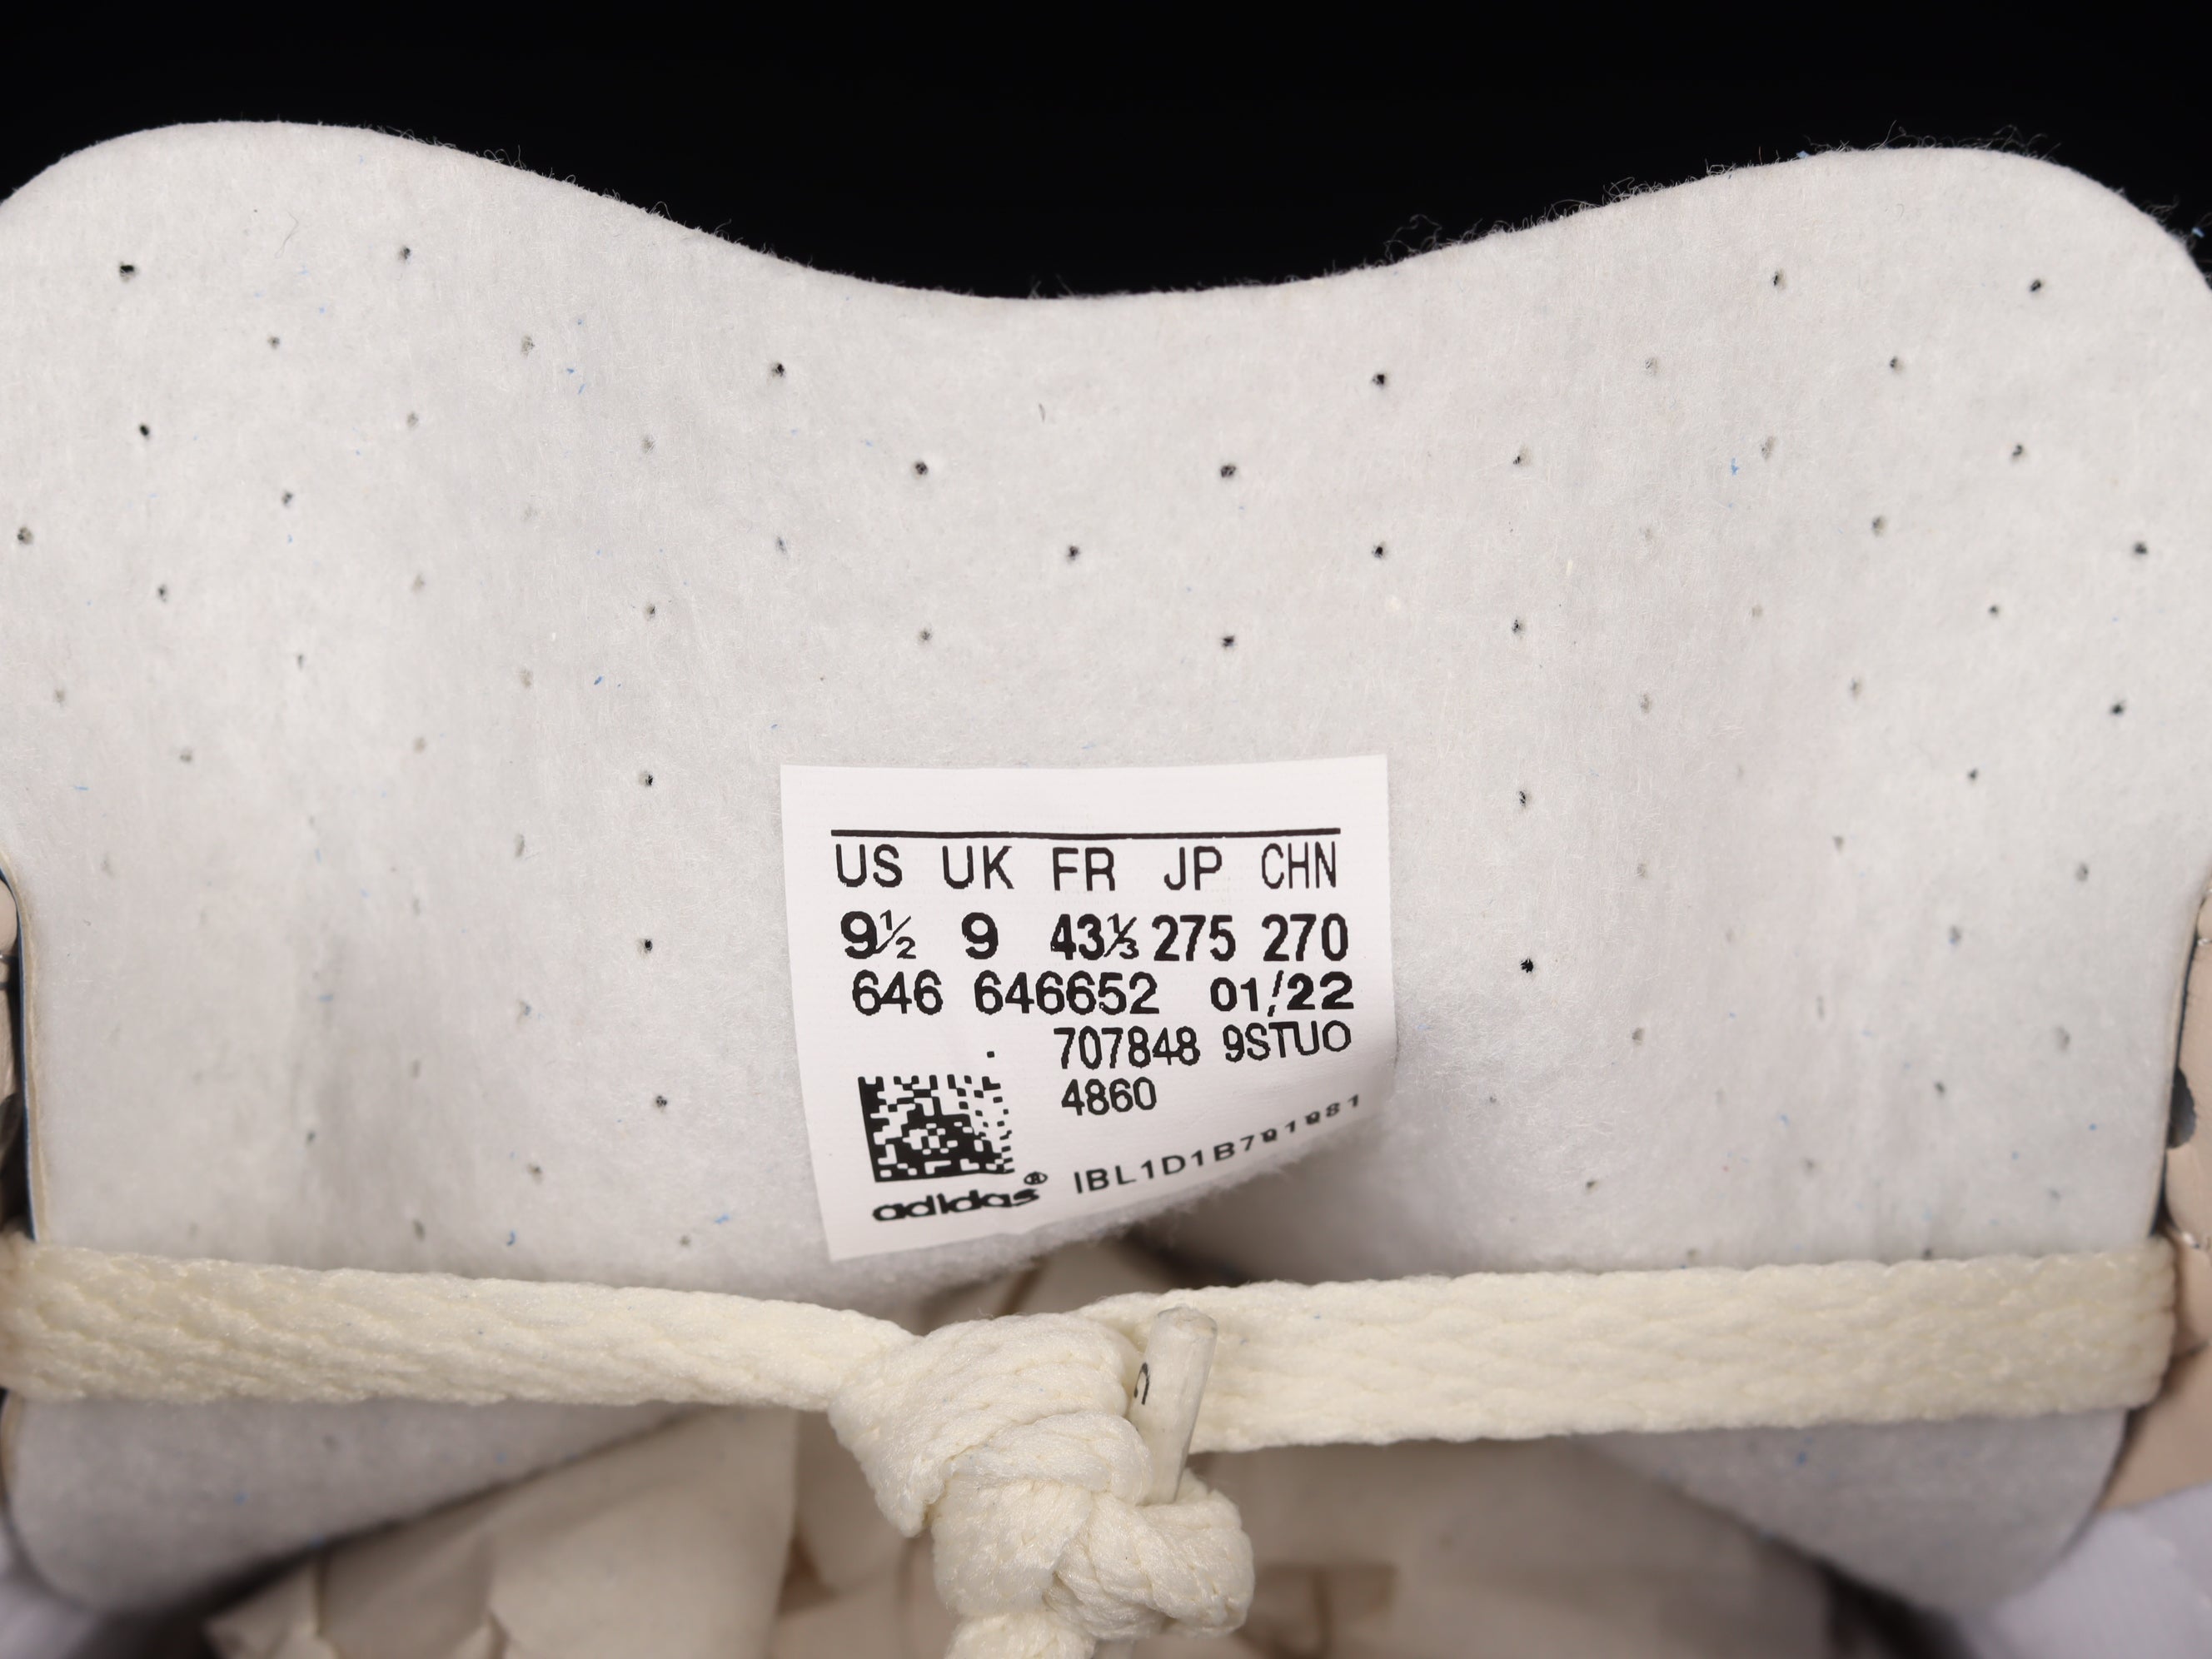 US UK FR JP CHN
9½ 9 43⅓ 275 270
646 646652 01/22
707848 9STUO
4860
IBL1D1B791981
adidas®